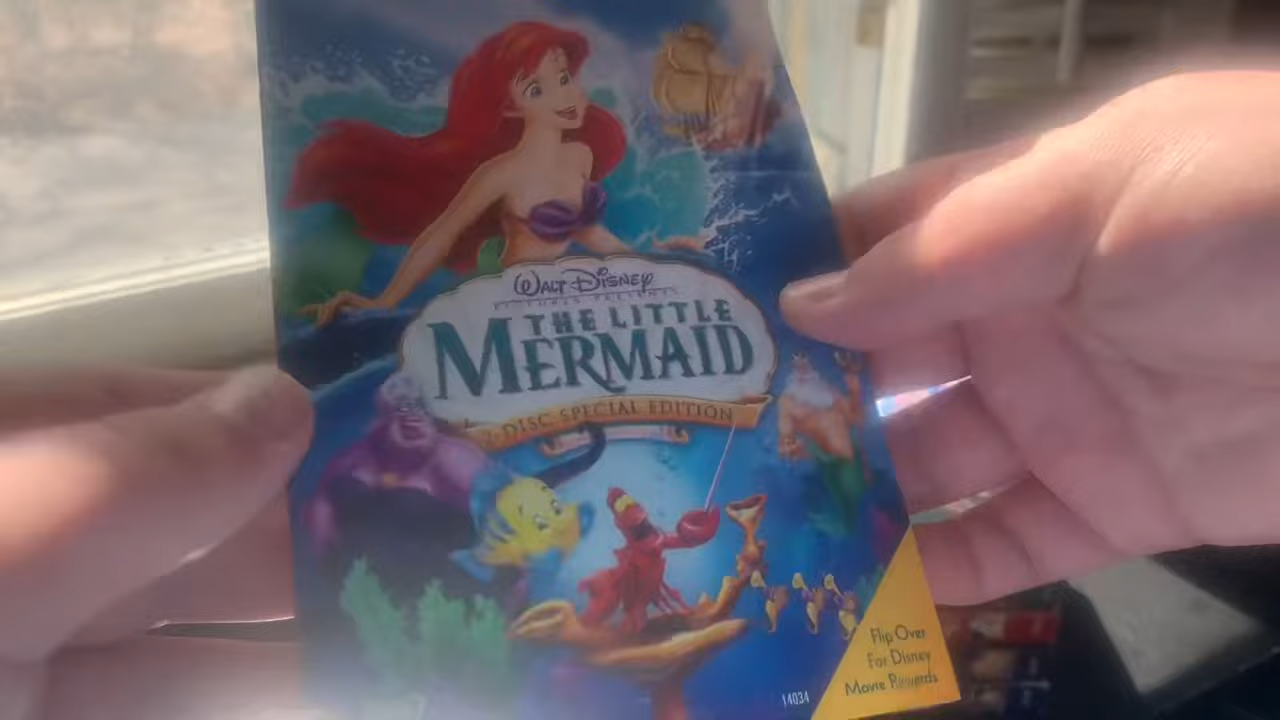 WALT DISNEY
PICTURES PRESENTS
THE LITTLE
MERMAID
2-DISC SPECIAL EDITION
Flip Over
For Disney
Movie Rewards
14034